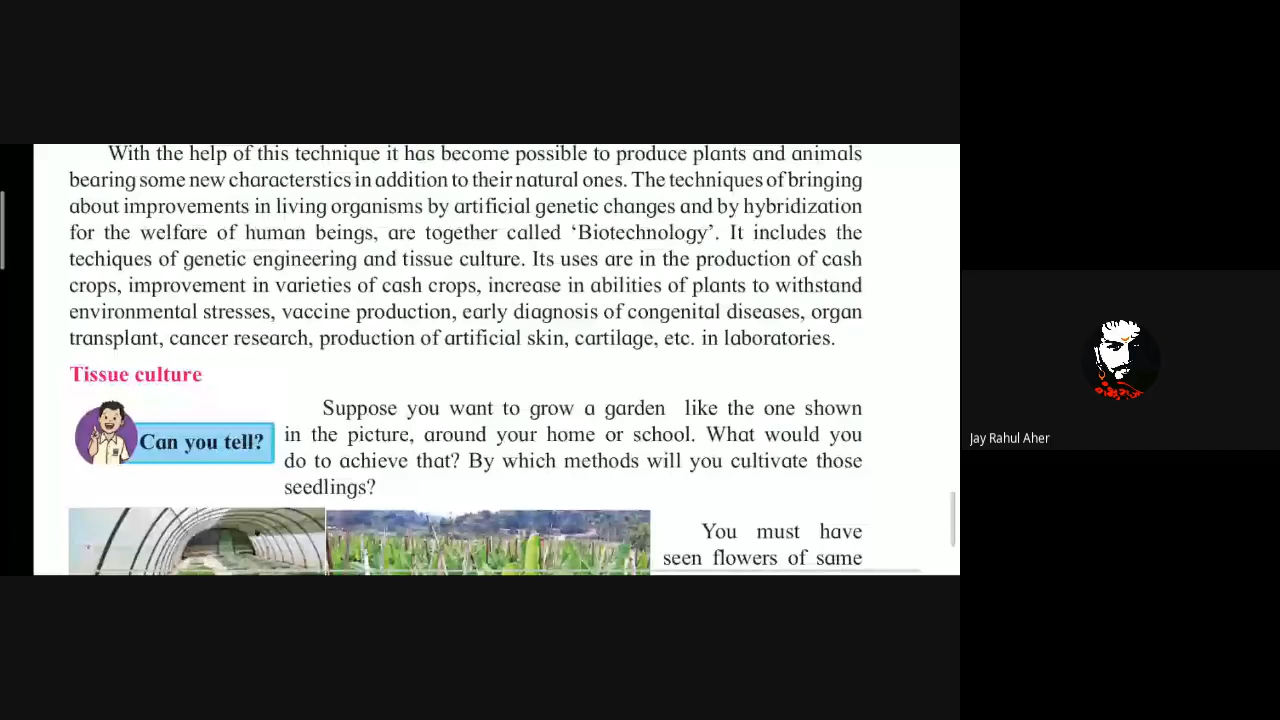 With the help of this technique it has become possible to produce plants and animals
bearing some new characterstics in addition to their natural ones. The techniques of bringing
about improvements in living organisms by artificial genetic changes and by hybridization
for the welfare of human beings, are together called ‘Biotechnology’. It includes the
techiques of genetic engineering and tissue culture. Its uses are in the production of cash
crops, improvement in varieties of cash crops, increase in abilities of plants to withstand
environmental stresses, vaccine production, early diagnosis of congenital diseases, organ
transplant, cancer research, production of artificial skin, cartilage, etc. in laboratories.
Tissue culture
Can you tell?
Suppose you want to grow a garden like the one shown
in the picture, around your home or school. What would you
do to achieve that? By which methods will you cultivate those
seedlings?
You must have
seen flowers of same
Jay Rahul Aher